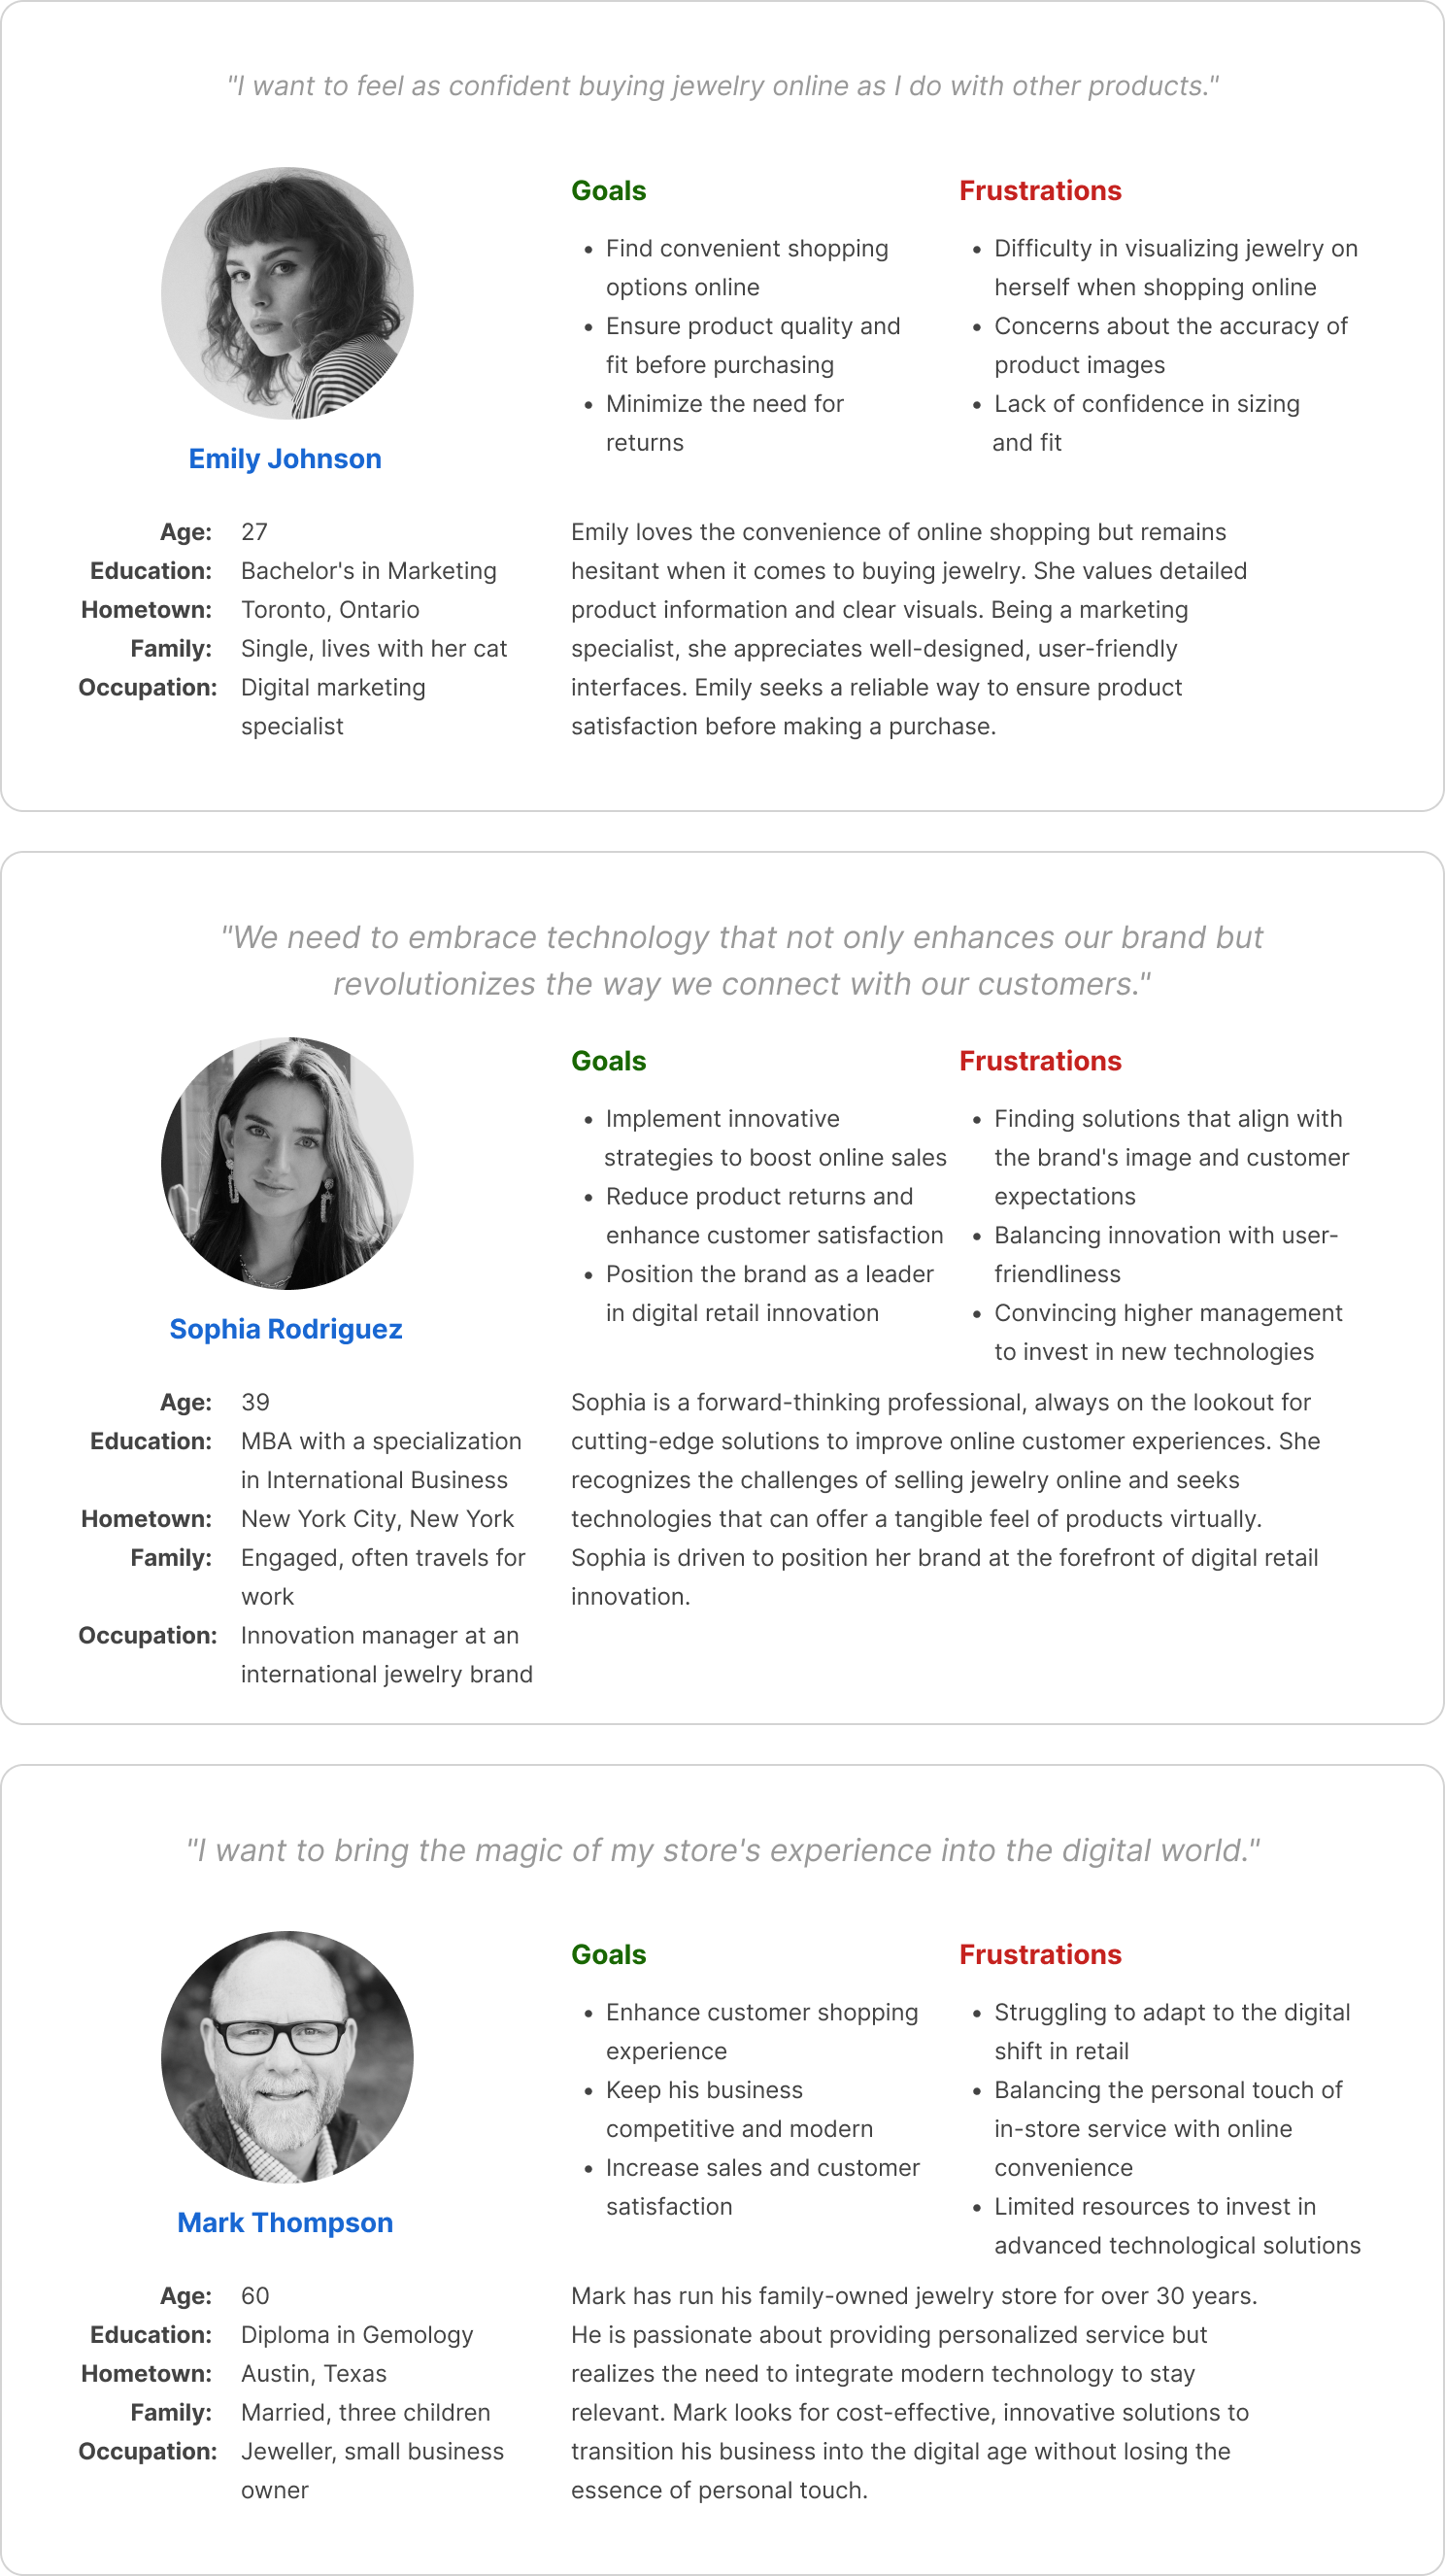 "I want to feel as confident buying jewelry online as I do with other products."
Emily Johnson
Goals
• Find convenient shopping
options online
• Ensure product quality and
fit before purchasing
• Minimize the need for
returns
Frustrations
• Difficulty in visualizing jewelry on
herself when shopping online
• Concerns about the accuracy of
product images
• Lack of confidence in sizing
and fit
Age: 27
Education: Bachelor's in Marketing
Hometown: Toronto, Ontario
Family: Single, lives with her cat
Occupation: Digital marketing
specialist
Emily loves the convenience of online shopping but remains
hesitant when it comes to buying jewelry. She values detailed
product information and clear visuals. Being a marketing
specialist, she appreciates well-designed, user-friendly
interfaces. Emily seeks a reliable way to ensure product
satisfaction before making a purchase.
"We need to embrace technology that not only enhances our brand but
revolutionizes the way we connect with our customers."
Sophia Rodriguez
Goals
• Implement innovative
strategies to boost online sales
• Reduce product returns and
enhance customer satisfaction
• Position the brand as a leader
in digital retail innovation
Frustrations
• Finding solutions that align with
the brand's image and customer
expectations
• Balancing innovation with user-
friendliness
• Convincing higher management
to invest in new technologies
Age: 39
Education: MBA with a specialization
in International Business
Hometown: New York City, New York
Family: Engaged, often travels for
work
Occupation: Innovation manager at an
international jewelry brand
Sophia is a forward-thinking professional, always on the lookout for
cutting-edge solutions to improve online customer experiences. She
recognizes the challenges of selling jewelry online and seeks
technologies that can offer a tangible feel of products virtually.
Sophia is driven to position her brand at the forefront of digital retail
innovation.
"I want to bring the magic of my store's experience into the digital world."
Mark Thompson
Goals
• Enhance customer shopping
experience
• Keep his business
competitive and modern
• Increase sales and customer
satisfaction
Frustrations
• Struggling to adapt to the digital
shift in retail
• Balancing the personal touch of
in-store service with online
convenience
• Limited resources to invest in
advanced technological solutions
Age: 60
Education: Diploma in Gemology
Hometown: Austin, Texas
Family: Married, three children
Occupation: Jeweller, small business
owner
Mark has run his family-owned jewelry store for over 30 years.
He is passionate about providing personalized service but
realizes the need to integrate modern technology to stay
relevant. Mark looks for cost-effective, innovative solutions to
transition his business into the digital age without losing the
essence of personal touch.